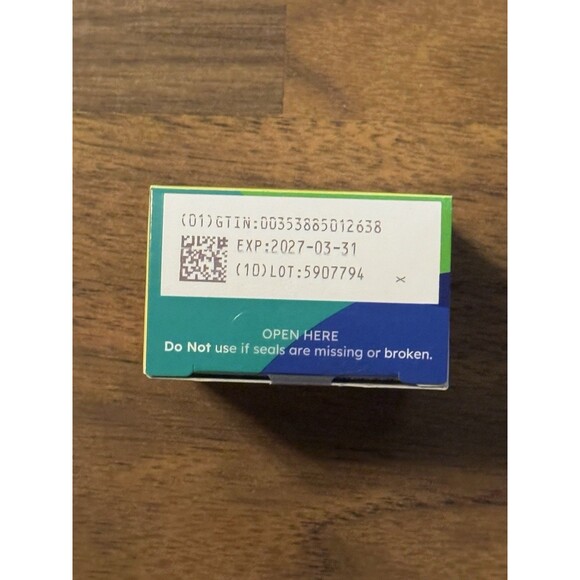 (01)GTIN:00353885012638
EXP:2027-03-31
(10)LOT:5907794
x
OPEN HERE
Do Not use if seals are missing or broken.